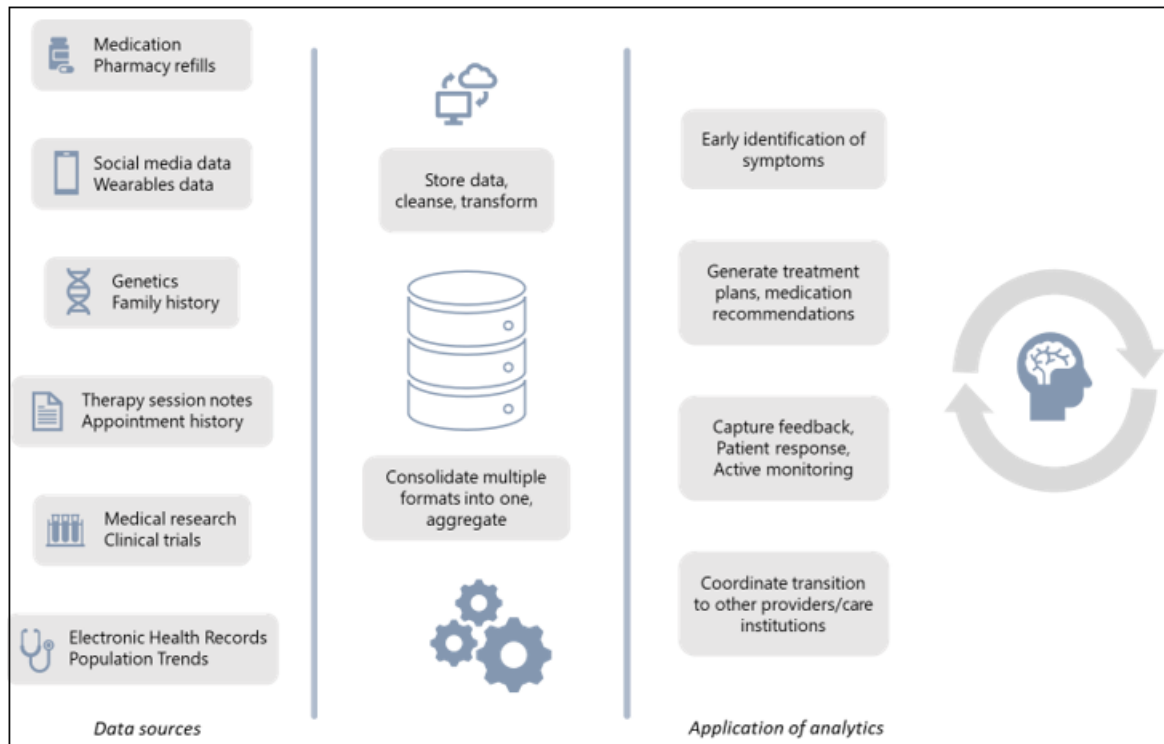 Medication
Pharmacy refills
Social media data
Wearables data
Genetics
Family history
Therapy session notes
Appointment history
Medical research
Clinical trials
Electronic Health Records
Population Trends
Data sources
Store data,
cleanse, transform
Consolidate multiple
formats into one,
aggregate
Early identification of
symptoms
Generate treatment
plans, medication
recommendations
Capture feedback,
Patient response,
Active monitoring
Coordinate transition
to other providers/care
institutions
Application of analytics